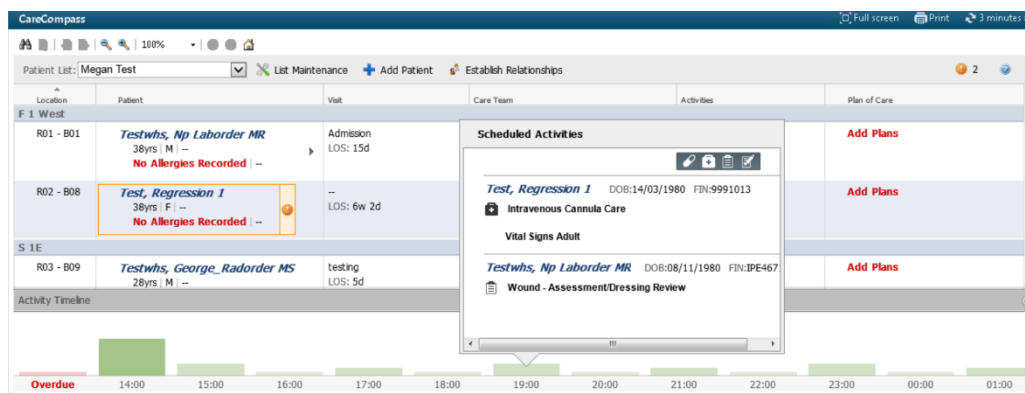 CareCompass
Full screen Print 3 minutes
100%
Patient List: Megan Test List Maintenance Add Patient Establish Relationships 2
Location Patient Visit Care Team Activities Plan of Care
F 1 West
R01 - B01 Testwhs, Np Laborder MR Admission Add Plans
38yrs | M | -- LOS: 15d
No Allergies Recorded | --
R02 - B08 Test, Regression 1 -- Add Plans
38yrs | F | -- LOS: 6w 2d
No Allergies Recorded | --
S 1E
R03 - B09 Testwhs, George_Radorder MS testing Add Plans
28yrs | M | -- LOS: 5d
Scheduled Activities
Test, Regression 1 DOB:14/03/1980 FIN:9991013
Intravenous Cannula Care
Vital Signs Adult
Testwhs, Np Laborder MR DOB:08/11/1980 FIN:IPE467
Wound - Assessment/Dressing Review
Activity Timeline
Overdue 14:00 15:00 16:00 17:00 18:00 19:00 20:00 21:00 22:00 23:00 00:00 01:00